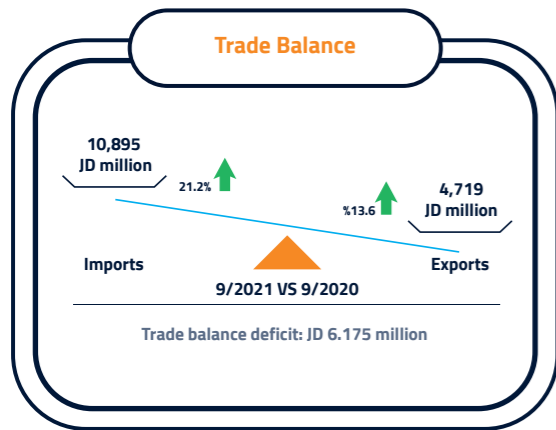 Trade Balance
10,895
JD million
21.2%
%13.6
4,719
JD million
Imports
Exports
9/2021 VS 9/2020
Trade balance deficit: JD 6.175 million